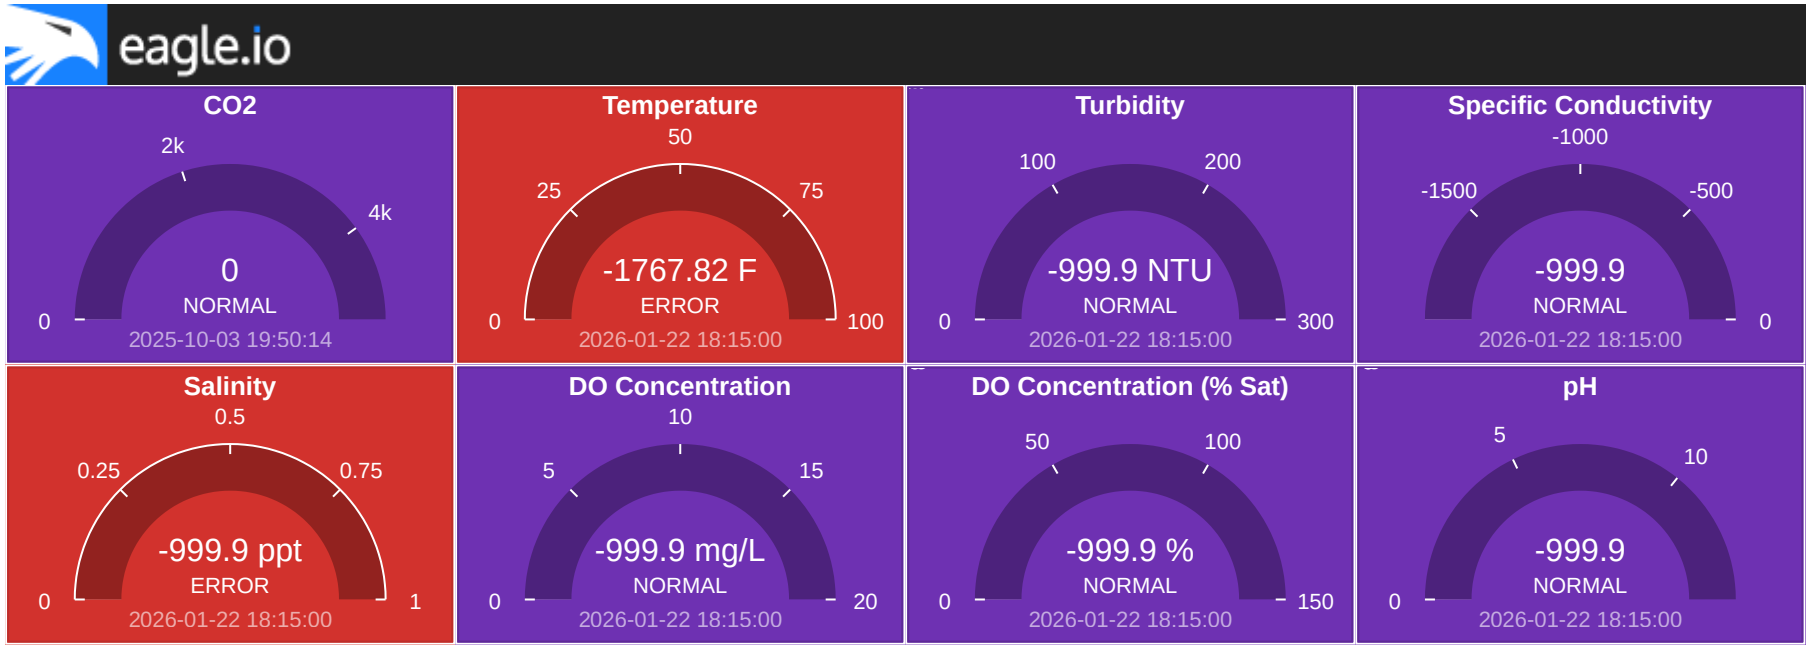 eagle.io
CO2
2k
4k
0
NORMAL
0
2025-10-03 19:50:14
Temperature
50
25
75
-1767.82 F
ERROR
0
100
2026-01-22 18:15:00
Turbidity
100
200
-999.9 NTU
NORMAL
0
300
2026-01-22 18:15:00
Specific Conductivity
-1000
-1500
-500
-999.9
NORMAL
0
2026-01-22 18:15:00
Salinity
0.5
0.25
0.75
-999.9 ppt
ERROR
0
1
2026-01-22 18:15:00
DO Concentration
10
5
15
-999.9 mg/L
NORMAL
0
20
2026-01-22 18:15:00
DO Concentration (% Sat)
50
100
-999.9 %
NORMAL
0
150
2026-01-22 18:15:00
pH
5
10
-999.9
NORMAL
0
2026-01-22 18:15:00